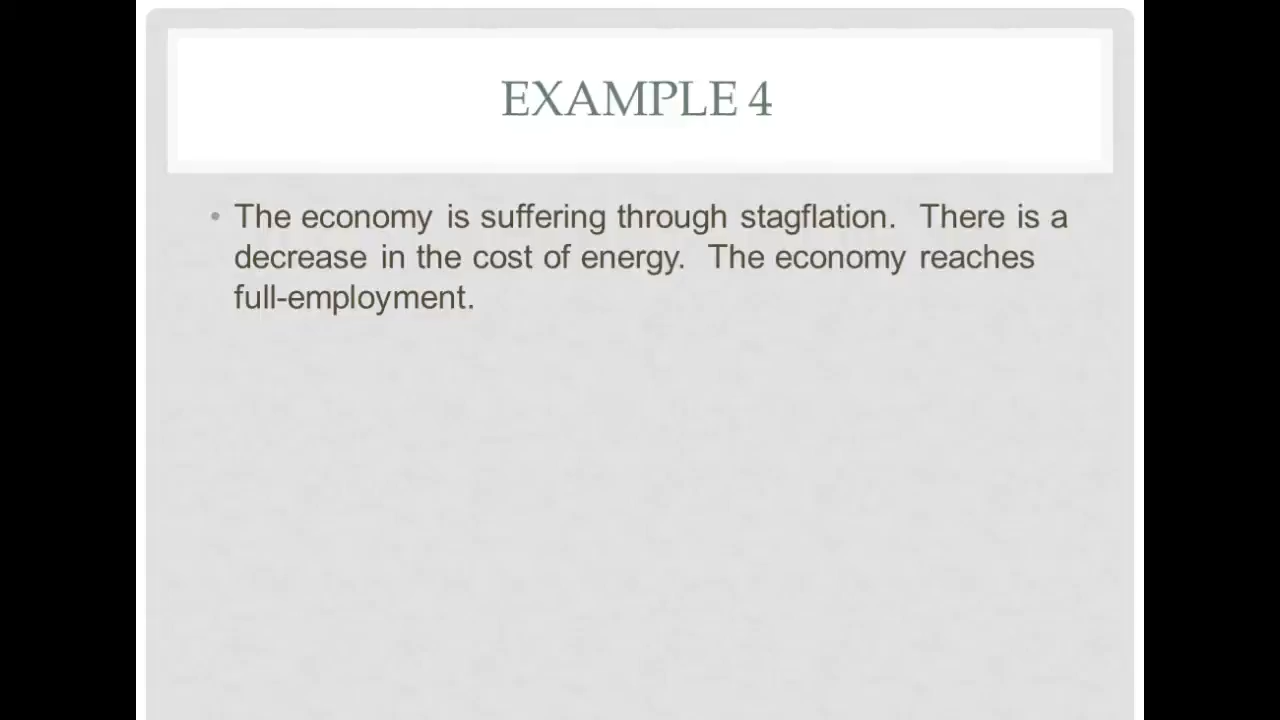 EXAMPLE 4
• The economy is suffering through stagflation. There is a
decrease in the cost of energy. The economy reaches
full-employment.